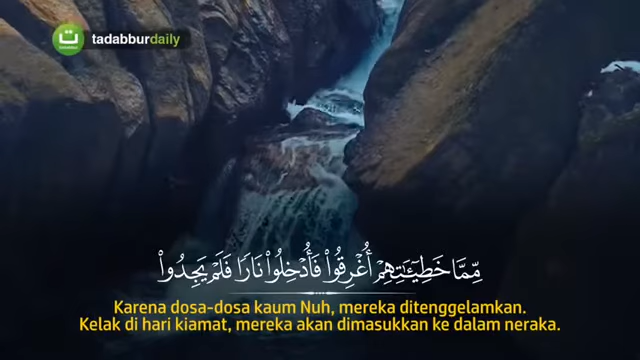 tadabburdaily
مِّمَّا خَطِيٓـَٰٔتِهِمْ أُغْرِقُوا۟ فَأُدْخِلُوا۟ نَارًا فَلَمْ يَجِدُوا۟
Karena dosa-dosa kaum Nuh, mereka ditenggelamkan.
Kelak di hari kiamat, mereka akan dimasukkan ke dalam neraka.